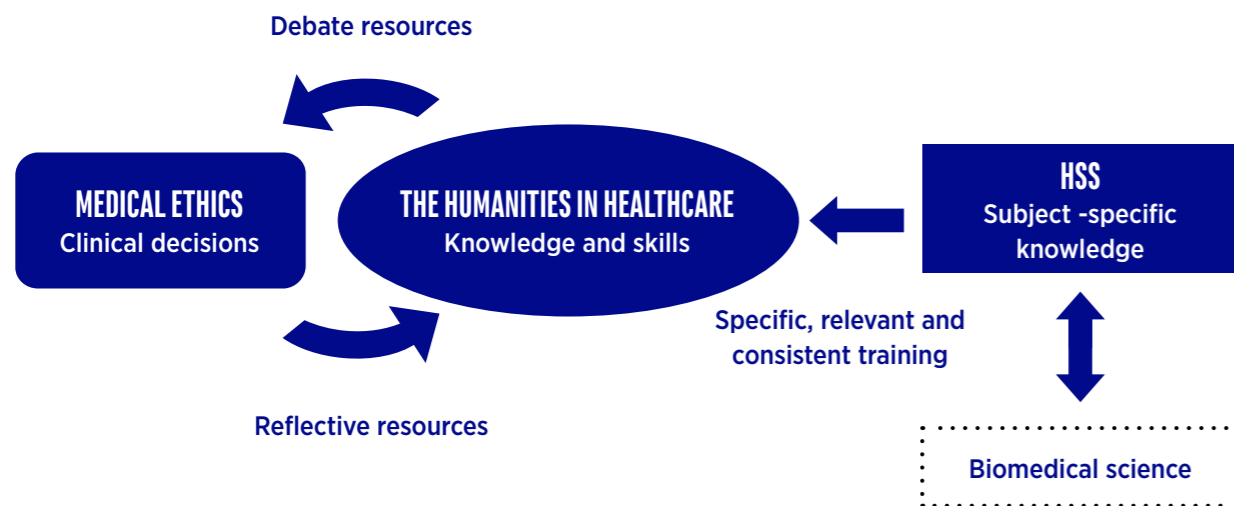 Debate resources
MEDICAL ETHICS
Clinical decisions
THE HUMANITIES IN HEALTHCARE
Knowledge and skills
HSS
Subject -specific
knowledge
Specific, relevant and
consistent training
Reflective resources
Biomedical science